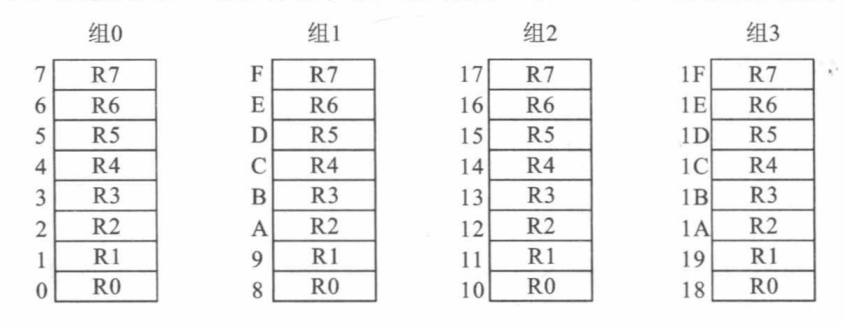 组0 组1 组2 组3
7 R7 F R7 17 R7 1F R7
6 R6 E R6 16 R6 1E R6
5 R5 D R5 15 R5 1D R5
4 R4 C R4 14 R4 1C R4
3 R3 B R3 13 R3 1B R3
2 R2 A R2 12 R2 1A R2
1 R1 9 R1 11 R1 19 R1
0 R0 8 R0 10 R0 18 R0